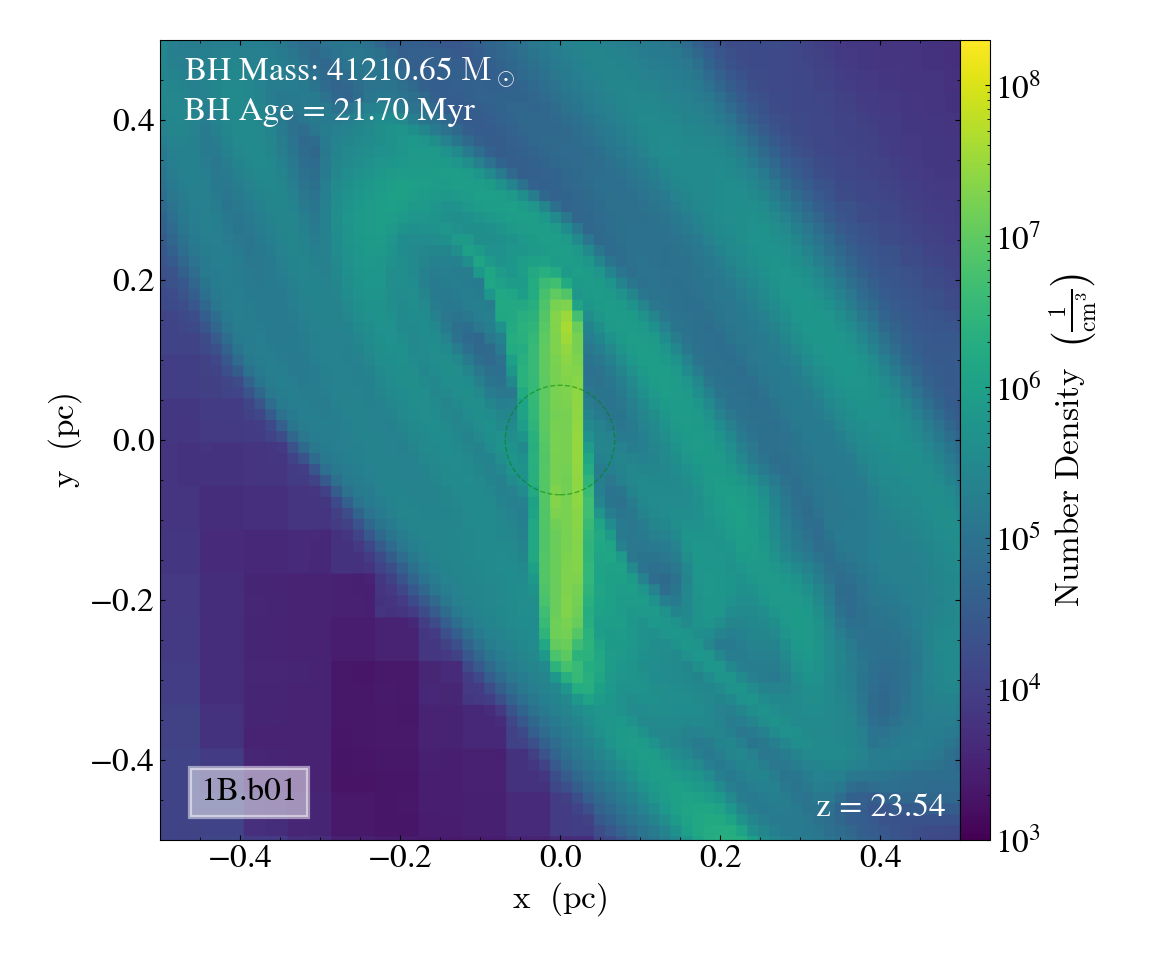 BH Mass: 41210.65 M⊙
BH Age = 21.70 Myr
0.4
0.2
0.0
−0.2
−0.4
y (pc)
1B.b01
z = 23.54
−0.4 −0.2 0.0 0.2 0.4
x (pc)
10⁸
10⁷
10⁶
10⁵
10⁴
10³
Number Density (1/cm³)